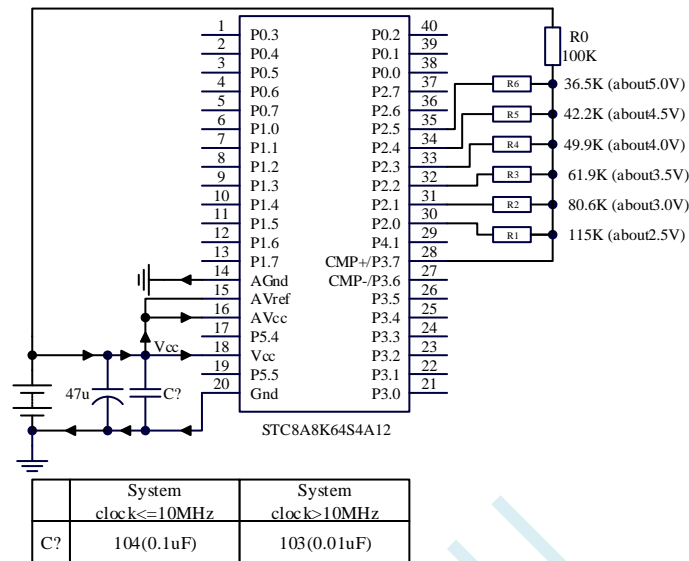 1 P0.3 P0.2 40
2 P0.4 P0.1 39
3 P0.5 P0.0 38
4 P0.6 P2.7 37
5 P0.7 P2.6 36
6 P1.0 P2.5 35
7 P1.1 P2.4 34
8 P1.2 P2.3 33
9 P1.3 P2.2 32
10 P1.4 P2.1 31
11 P1.5 P2.0 30
12 P1.6 P4.1 29
13 P1.7 CMP+/P3.7 28
14 AGnd CMP-/P3.6 27
15 AVref P3.5 26
16 AVcc P3.4 25
17 P5.4 P3.3 24
18 Vcc P3.2 23
19 P5.5 P3.1 22
20 Gnd P3.0 21
STC8A8K64S4A12
R0
100K
R6 36.5K (about5.0V)
R5 42.2K (about4.5V)
R4 49.9K (about4.0V)
R3 61.9K (about3.5V)
R2 80.6K (about3.0V)
R1 115K (about2.5V)
Vcc
47u C?
System System
clock<=10MHz clock>10MHz
C? 104(0.1uF) 103(0.01uF)